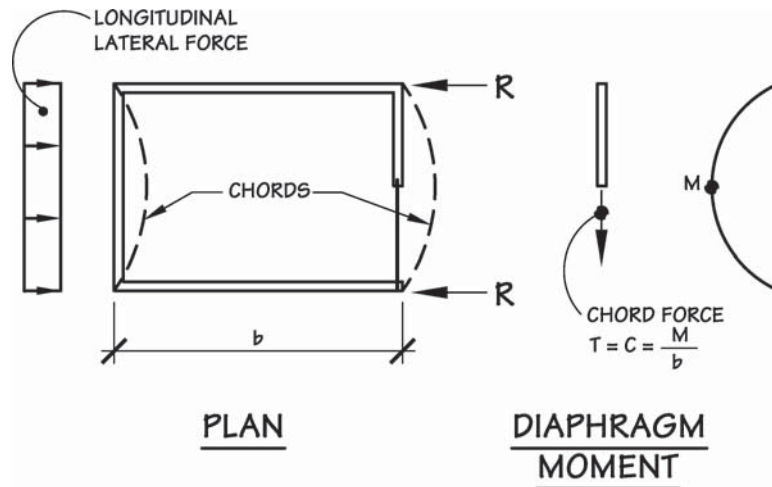 LONGITUDINAL
LATERAL FORCE
R
CHORDS
M
R
CHORD FORCE
T = C = M/b
b
PLAN
DIAPHRAGM
MOMENT